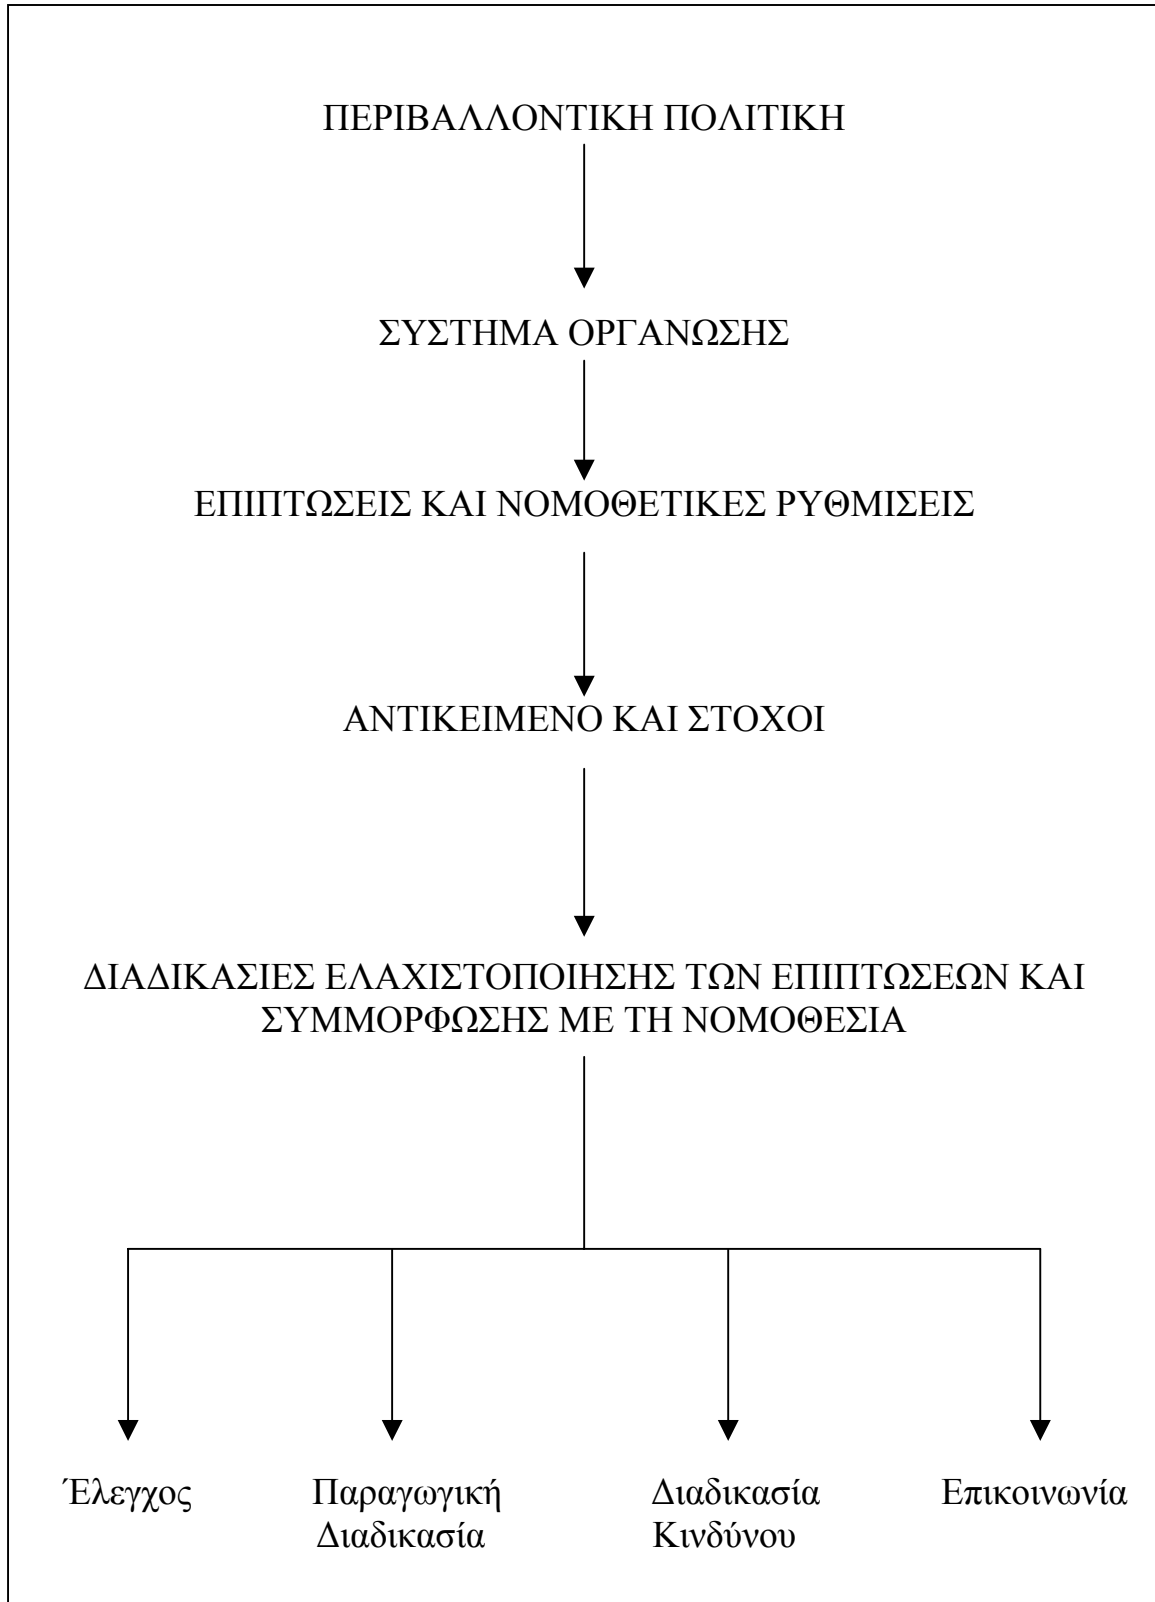 ΠΕΡΙΒΑΛΛΟΝΤΙΚΗ ΠΟΛΙΤΙΚΗ
ΣΥΣΤΗΜΑ ΟΡΓΑΝΩΣΗΣ
ΕΠΙΠΤΩΣΕΙΣ ΚΑΙ ΝΟΜΟΘΕΤΙΚΕΣ ΡΥΘΜΙΣΕΙΣ
ΑΝΤΙΚΕΙΜΕΝΟ ΚΑΙ ΣΤΟΧΟΙ
ΔΙΑΔΙΚΑΣΙΕΣ ΕΛΑΧΙΣΤΟΠΟΙΗΣΗΣ ΤΩΝ ΕΠΙΠΤΩΣΕΩΝ ΚΑΙ
ΣΥΜΜΟΡΦΩΣΗΣ ΜΕ ΤΗ ΝΟΜΟΘΕΣΙΑ
Έλεγχος
Παραγωγική
Διαδικασία
Διαδικασία
Κινδύνου
Επικοινωνία